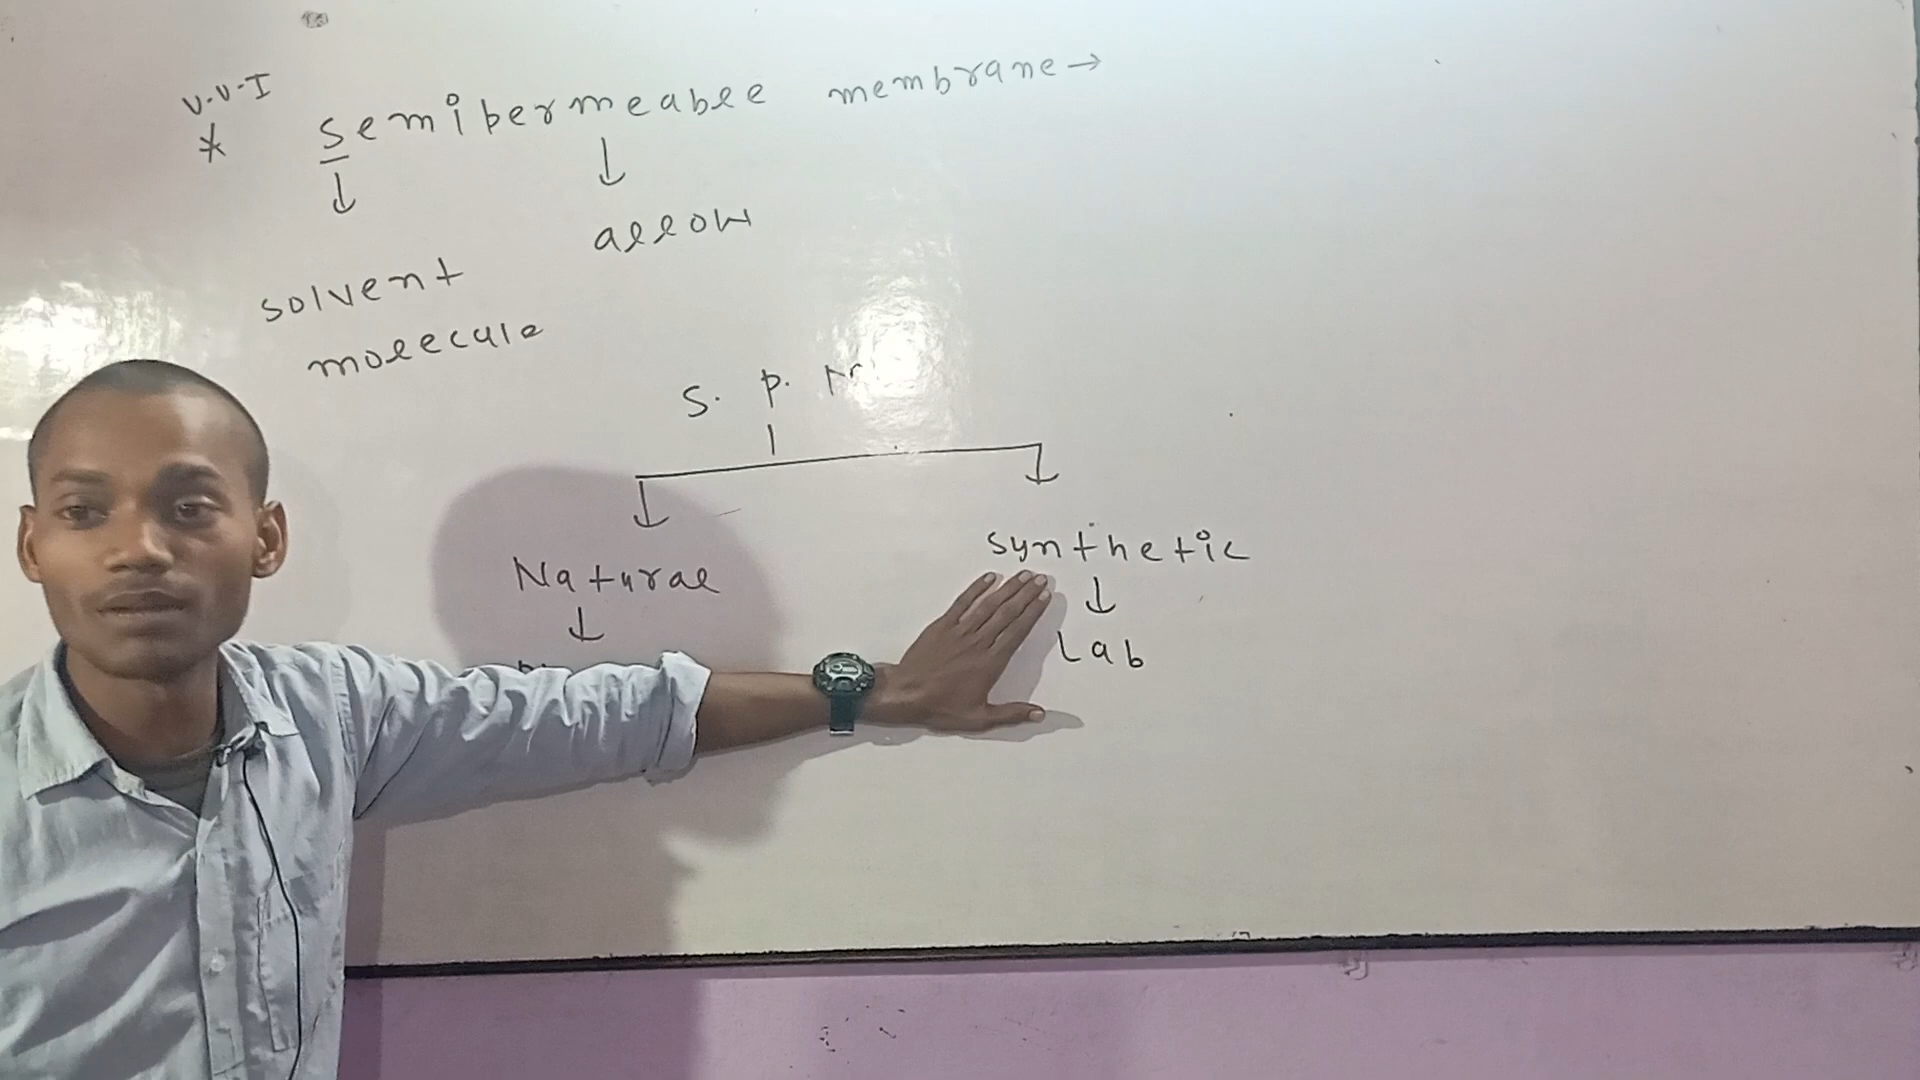 V.V.I
* Semipermeable membrane →
↓ ↓
allow
solvent
molecule
S. P. M
↓ ↓
Natural Synthetic
↓ ↓
Lab